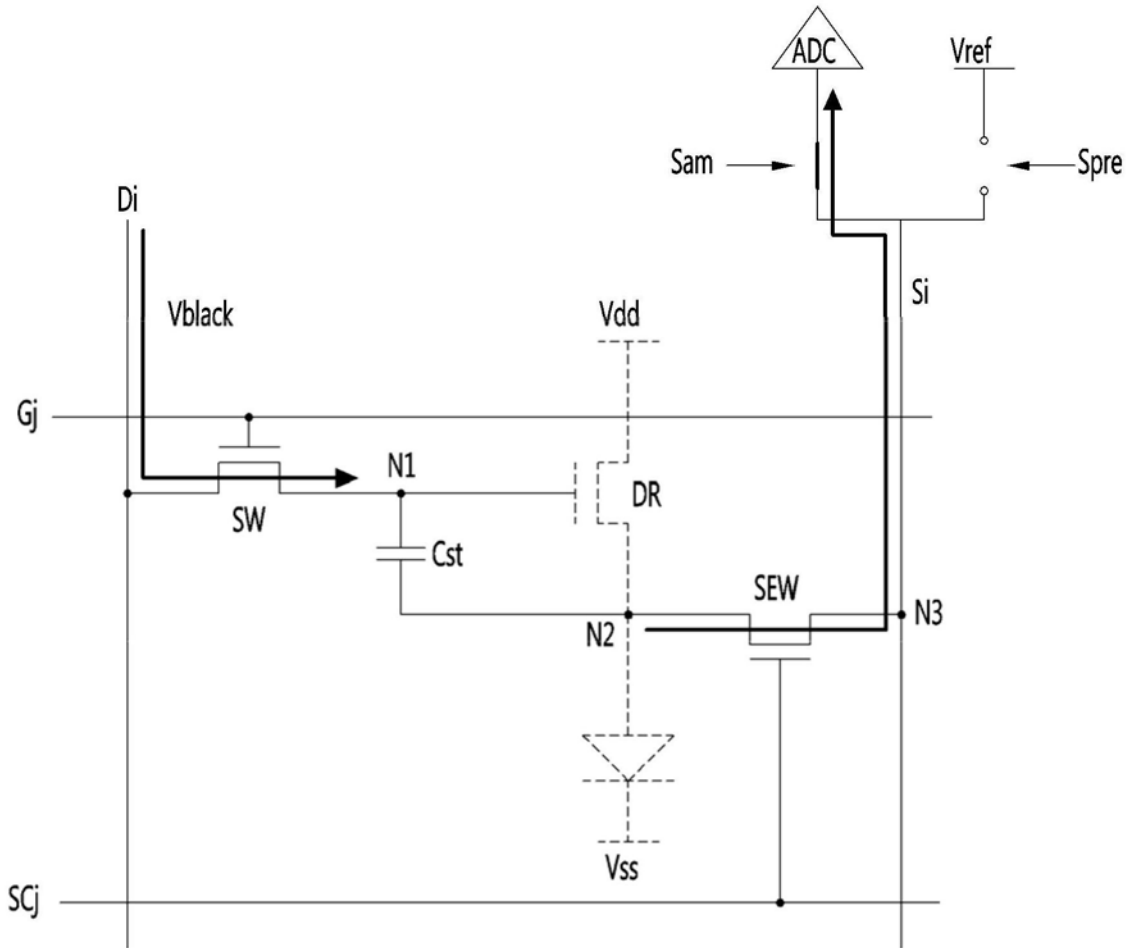 ADC
Vref
Sam
Spre
Di
Si
Vblack
Vdd
Gj
N1
DR
SW
Cst
SEW
N3
N2
Vss
SCj